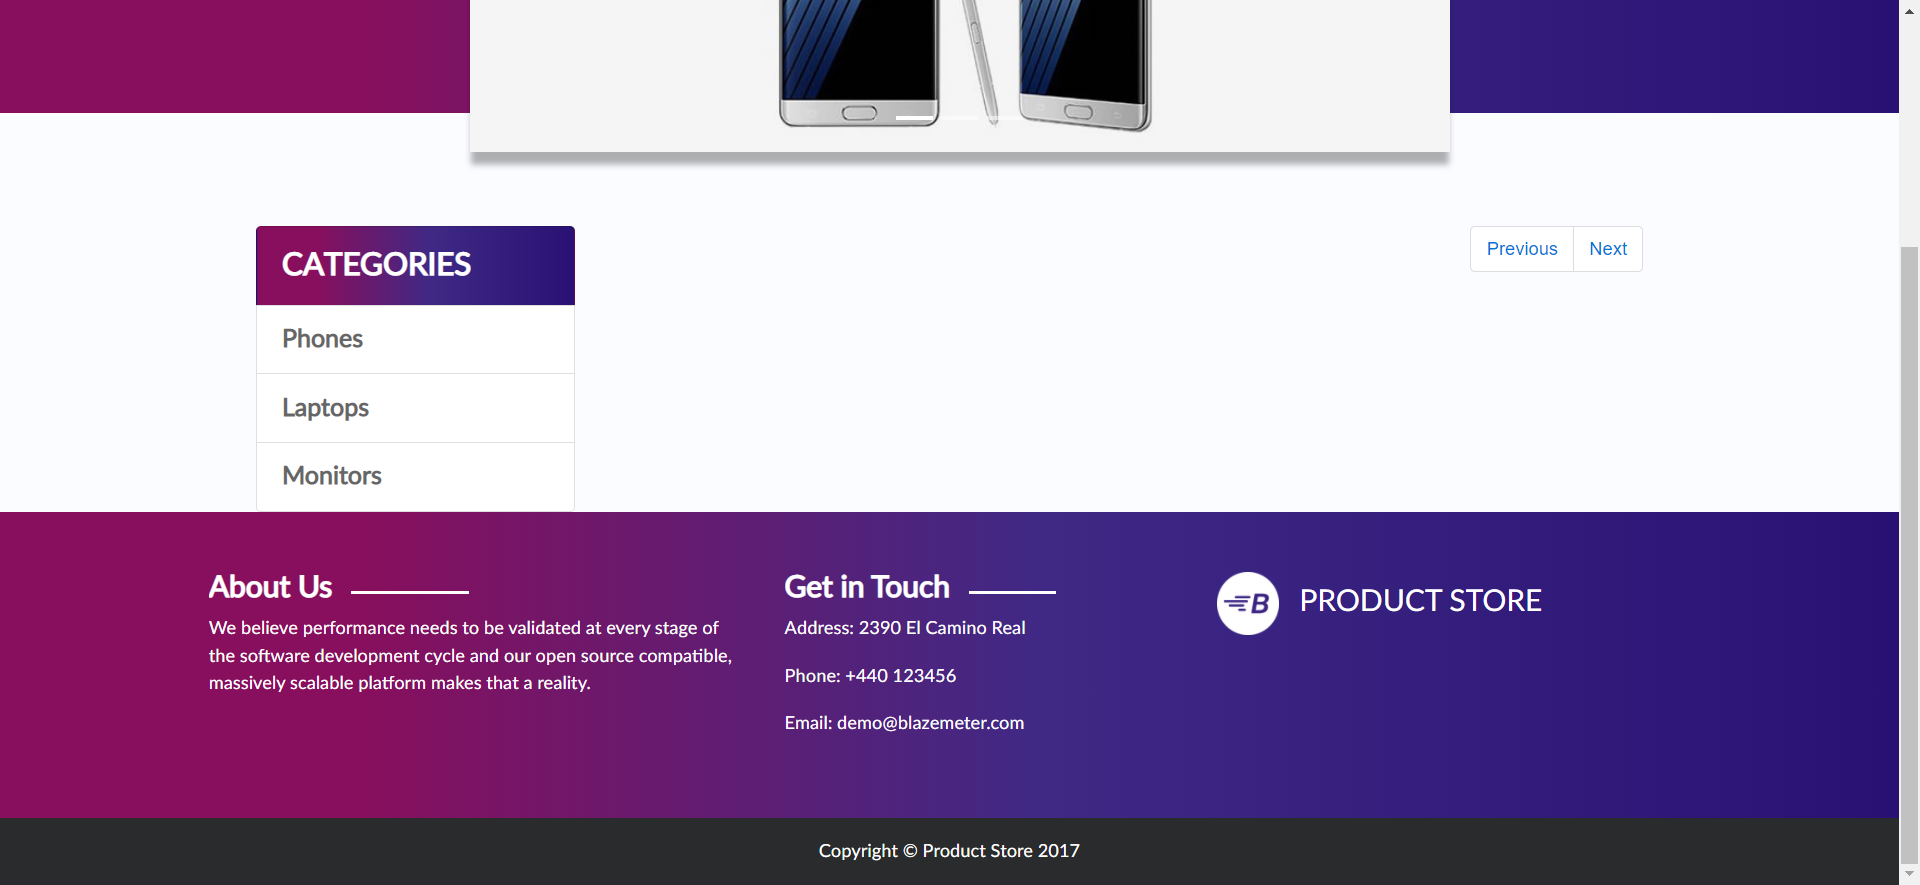 CATEGORIES
Phones
Laptops
Monitors
Previous
Next
About Us
We believe performance needs to be validated at every stage of
the software development cycle and our open source compatible,
massively scalable platform makes that a reality.
Get in Touch
Address: 2390 El Camino Real
Phone: +440 123456
Email: demo@blazemeter.com
B
PRODUCT STORE
Copyright © Product Store 2017